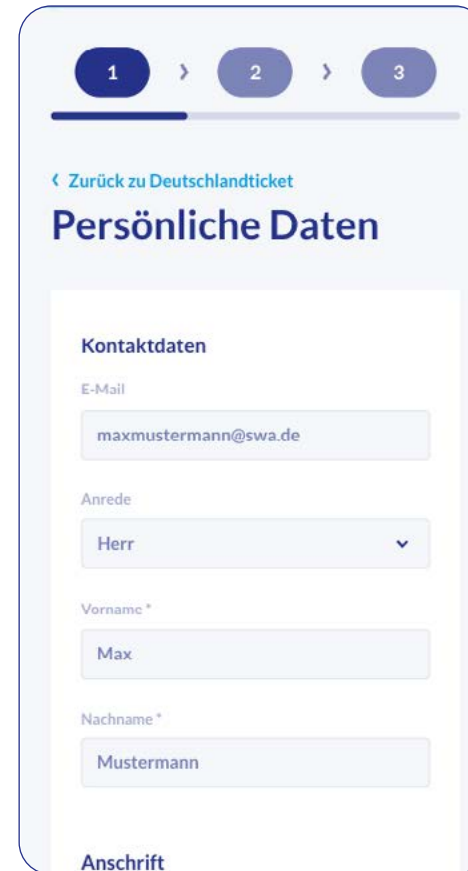 1 › 2 › 3
‹ Zurück zu Deutschlandticket
Persönliche Daten
Kontaktdaten
E-Mail
maxmustermann@swa.de
Anrede
Herr
Vorname *
Max
Nachname *
Mustermann
Anschrift